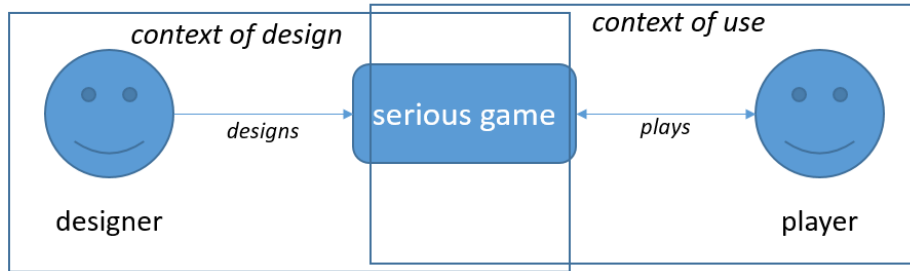 context of design
context of use
serious game
designs
plays
designer
player